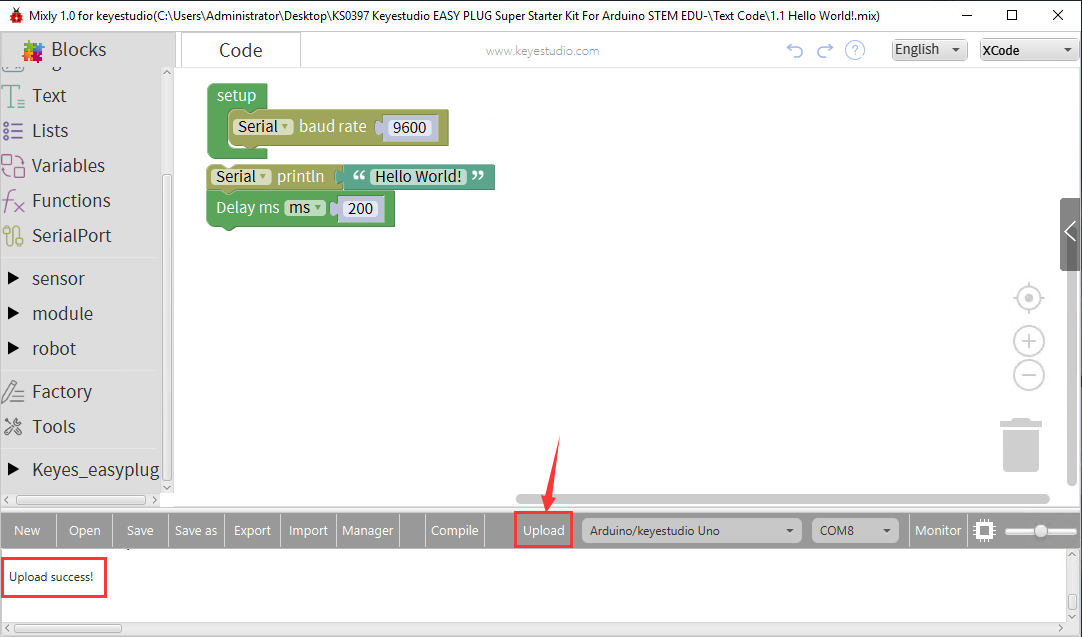 Mixly 1.0 for keyestudio(C:\Users\Administrator\Desktop\KS0397 Keyestudio EASY PLUG Super Starter Kit For Arduino STEM EDU-\Text Code\1.1 Hello World!.mix)
Blocks
Code
www.keyestudio.com
?
English
XCode
Text
Lists
Variables
Functions
SerialPort
sensor
module
robot
Factory
Tools
Keyes_easyplug
setup
Serial baud rate 9600
Serial println “ Hello World! ”
Delay ms ms 200
New Open Save Save as Export Import Manager Compile Upload Arduino/keyestudio Uno COM8 Monitor
Upload success!